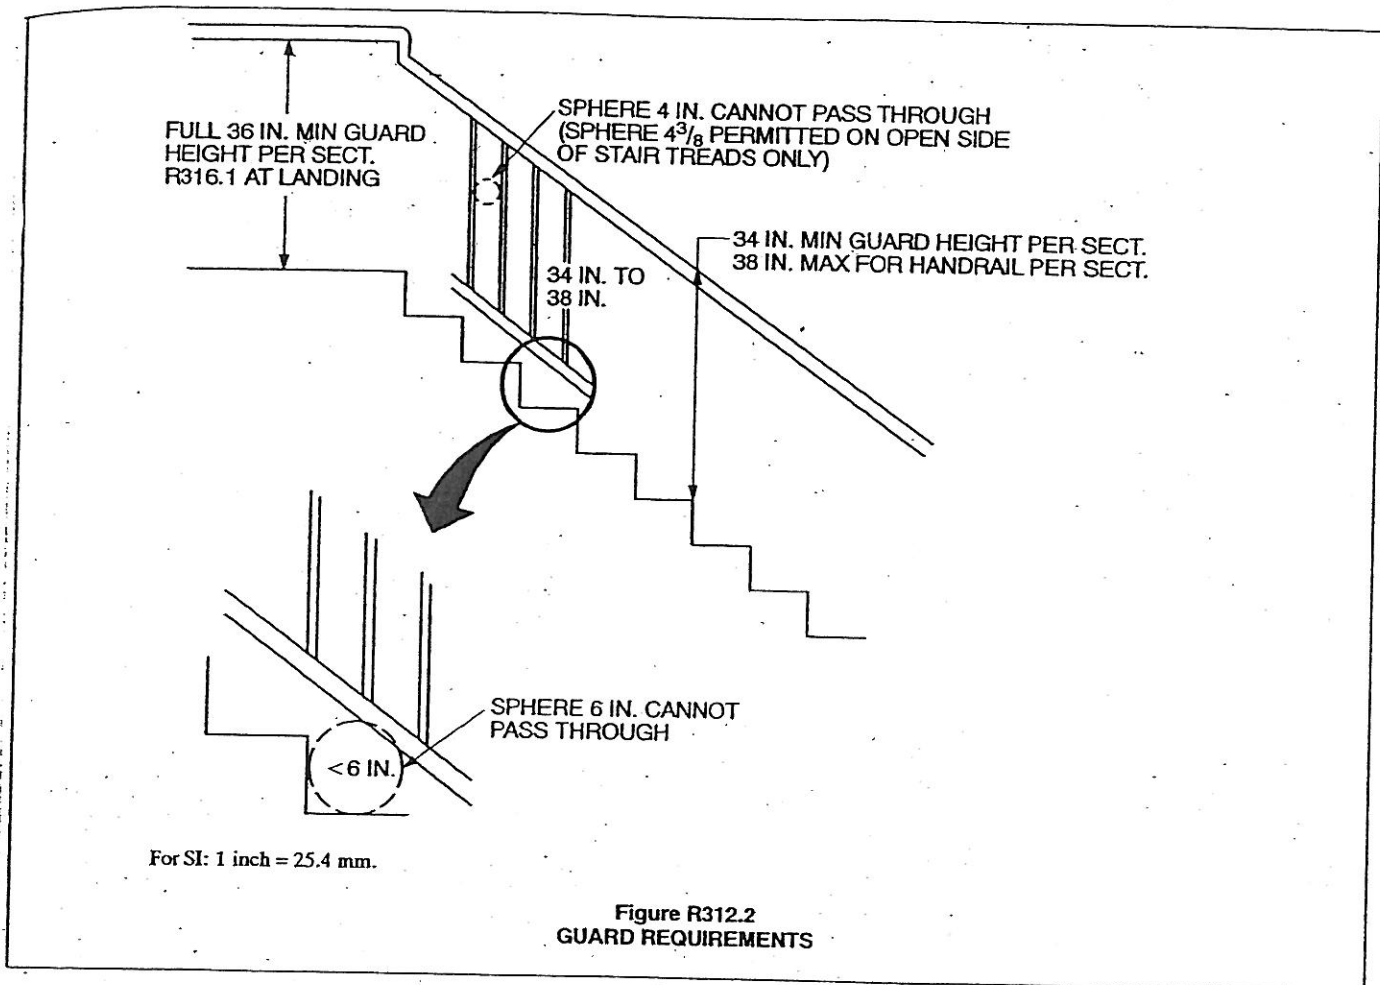 FULL 36 IN. MIN GUARD
HEIGHT PER SECT.
R316.1 AT LANDING
SPHERE 4 IN. CANNOT PASS THROUGH
(SPHERE 4 3/8 PERMITTED ON OPEN SIDE
OF STAIR TREADS ONLY)
34 IN. MIN GUARD HEIGHT PER SECT.
38 IN. MAX FOR HANDRAIL PER SECT.
34 IN. TO
38 IN.
SPHERE 6 IN. CANNOT
PASS THROUGH
<6 IN.
For SI: 1 inch = 25.4 mm.
Figure R312.2
GUARD REQUIREMENTS